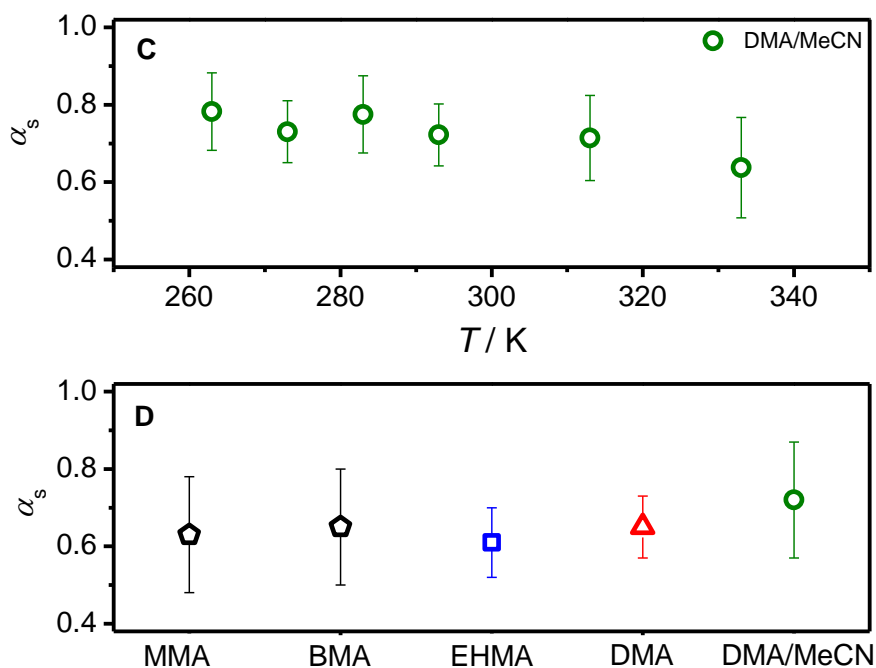 1.0
C
DMA/MeCN
0.8
αs
0.6
0.4
260 280 300 320 340
T / K
1.0
D
0.8
αs
0.6
0.4
MMA BMA EHMA DMA DMA/MeCN